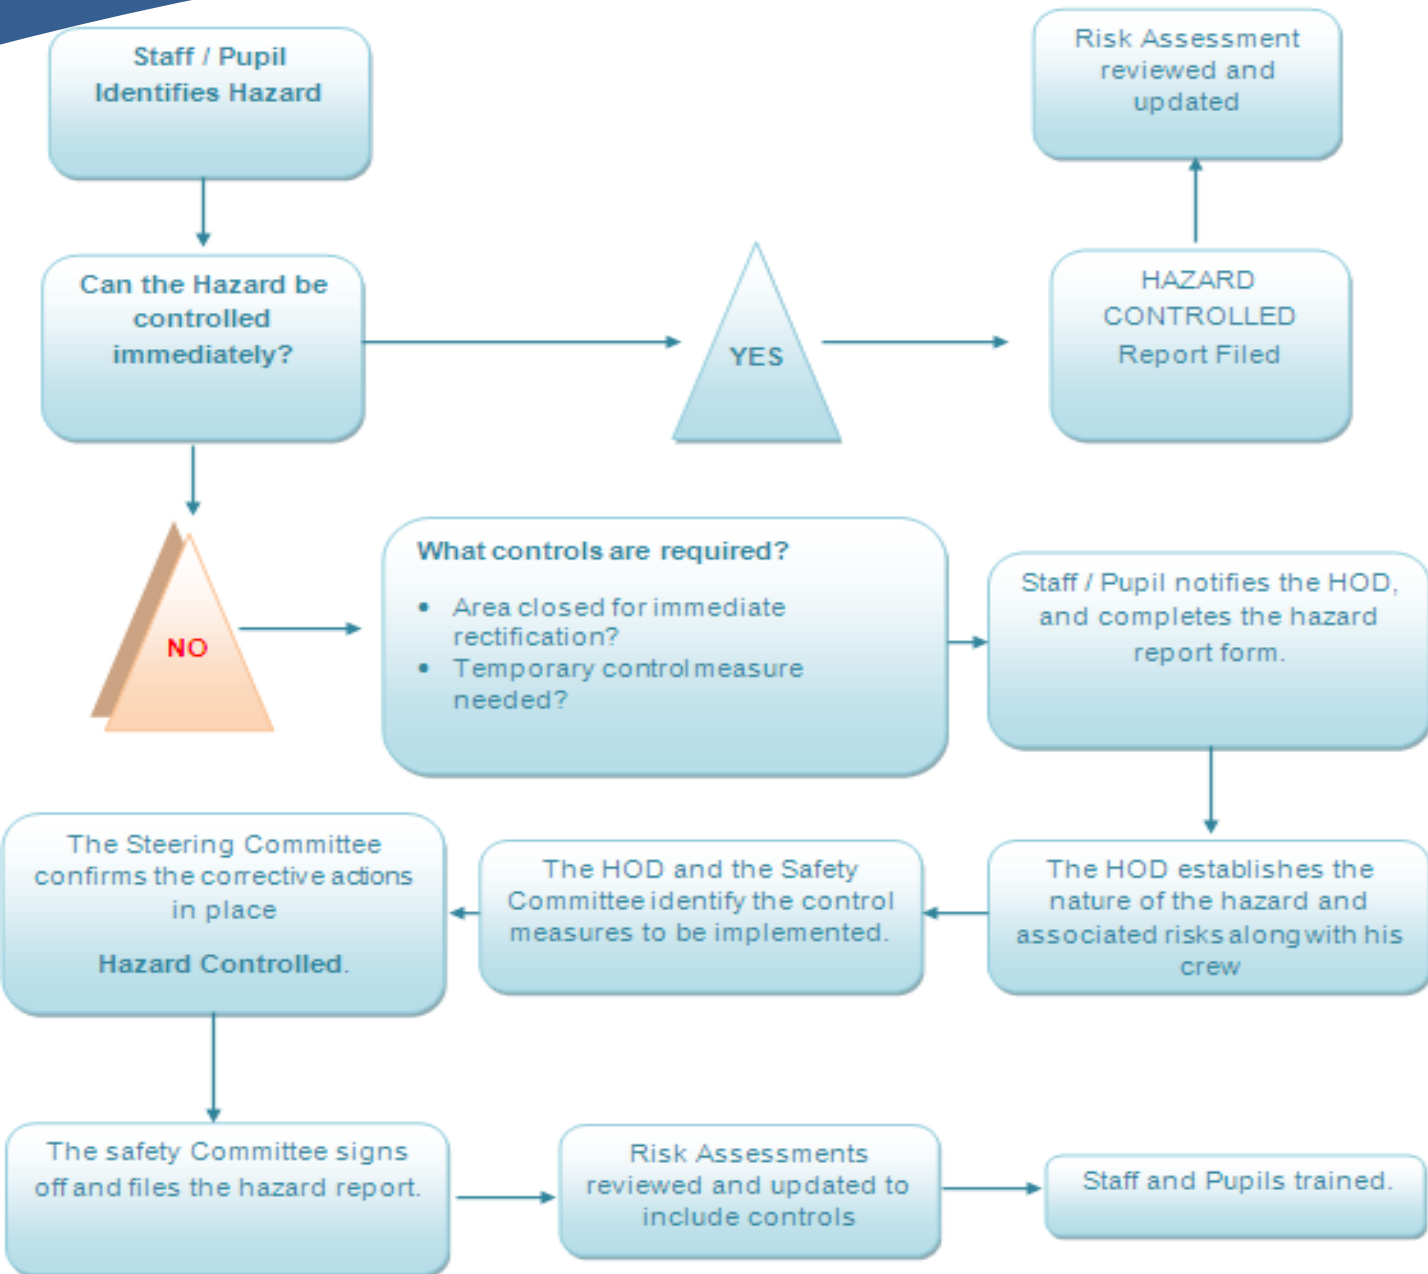 Staff / Pupil
Identifies Hazard
Risk Assessment
reviewed and
updated
Can the Hazard be
controlled
immediately?
YES
HAZARD
CONTROLLED
Report Filed
NO
What controls are required?
• Area closed for immediate
rectification?
• Temporary control measure
needed?
Staff / Pupil notifies the HOD,
and completes the hazard
report form.
The HOD establishes the
nature of the hazard and
associated risks along with his
crew
The HOD and the Safety
Committee identify the control
measures to be implemented.
The Steering Committee
confirms the corrective actions
in place
Hazard Controlled.
The safety Committee signs
off and files the hazard report.
Risk Assessments
reviewed and updated to
include controls
Staff and Pupils trained.